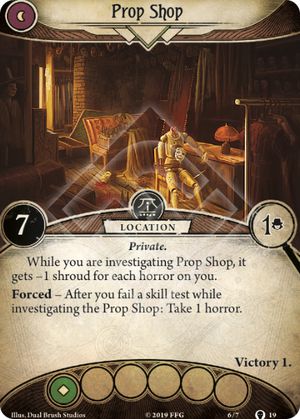 Prop Shop
7
LOCATION
1
Private.
While you are investigating Prop Shop, it
gets –1 shroud for each horror on you.
Forced – After you fail a skill test while
investigating the Prop Shop: Take 1 horror.
Victory 1.
Illus. Dual Brush Studios
© 2019 FFG
6/7
19